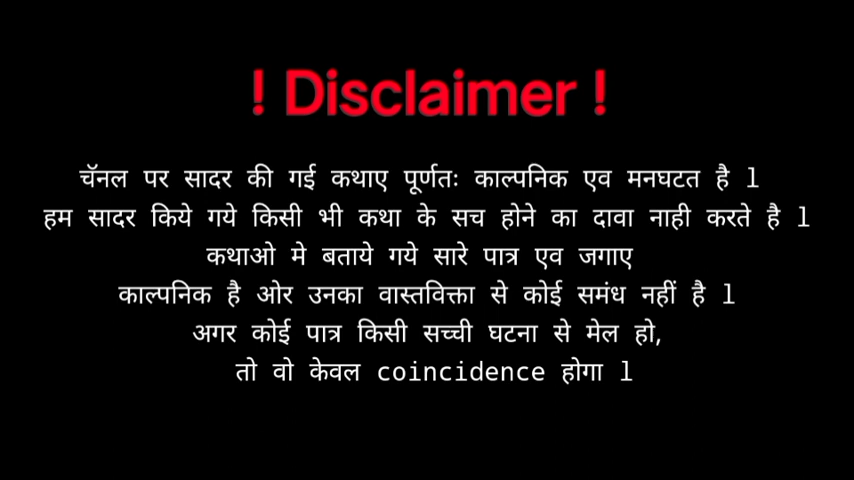 ! Disclaimer !
चॅनल पर सादर की गई कथाए पूर्णतः काल्पनिक एव मनघटत है l
हम सादर किये गये किसी भी कथा के सच होने का दावा नाही करते है l
कथाओ मे बताये गये सारे पात्र एव जगाए
काल्पनिक है ओर उनका वास्तविक्ता से कोई समंध नहीं है l
अगर कोई पात्र किसी सच्ची घटना से मेल हो,
तो वो केवल coincidence होगा l